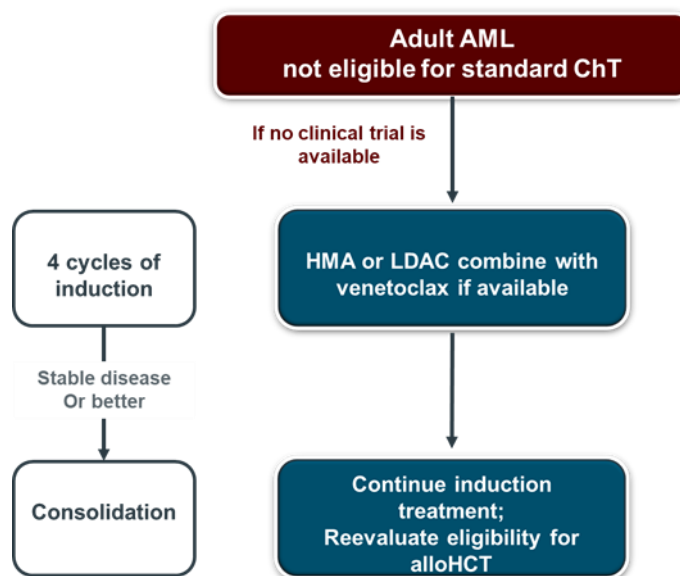 Adult AML
not eligible for standard ChT
If no clinical trial is
available
4 cycles of
induction
HMA or LDAC combine with
venetoclax if available
Stable disease
Or better
Consolidation
Continue induction
treatment;
Reevaluate eligibility for
alloHCT